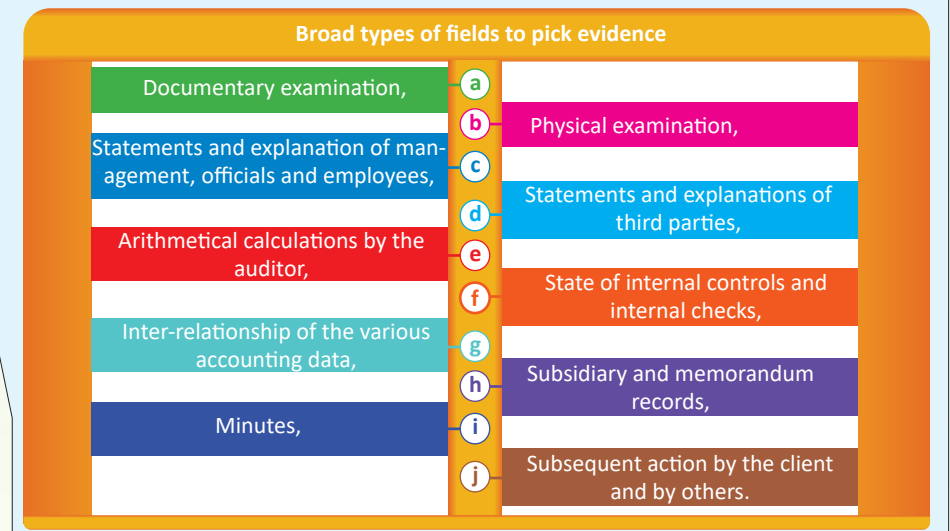 Broad types of fields to pick evidence
a
Documentary examination,
b
Physical examination,
c
Statements and explanation of man-
agement, officials and employees,
d
Statements and explanations of
third parties,
e
Arithmetical calculations by the
auditor,
f
State of internal controls and
internal checks,
g
Inter-relationship of the various
accounting data,
h
Subsidiary and memorandum
records,
i
Minutes,
j
Subsequent action by the client
and by others.